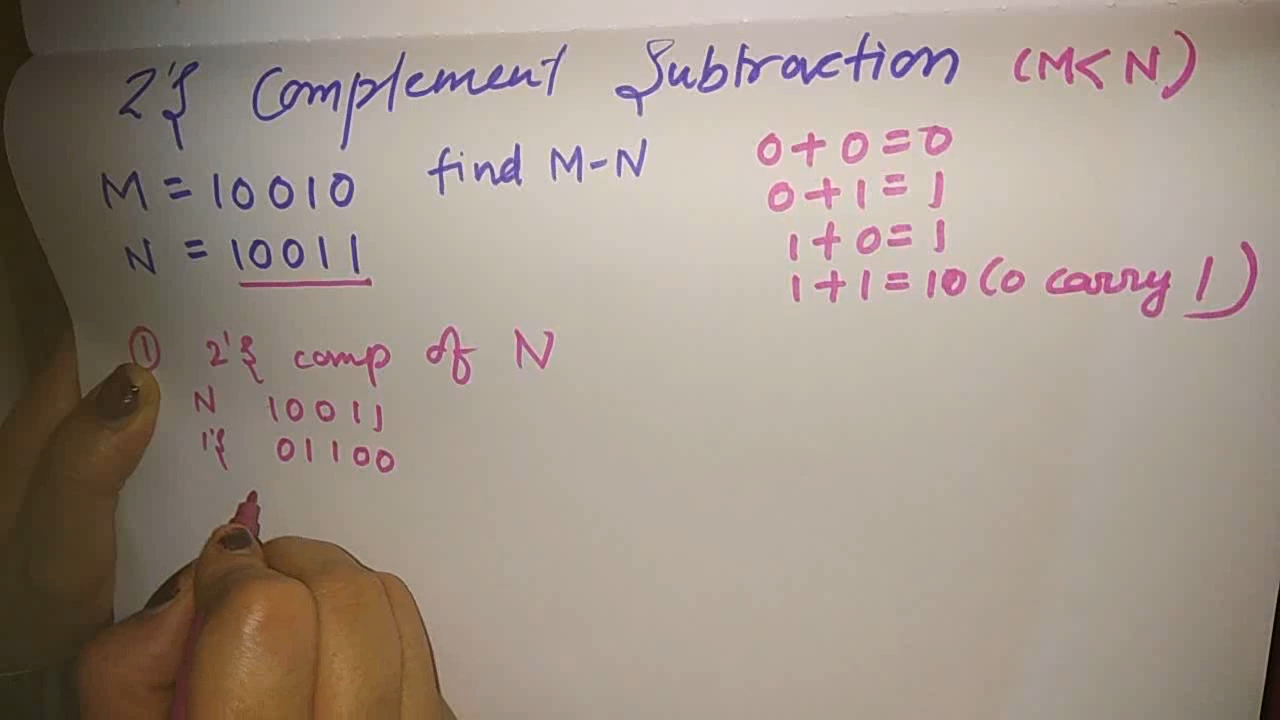 2's Complement Subtraction (M< N)
M = 10010 find M-N
N = 10011
0+0=0
0+1=1
1+0=1
1+1=10(0 carry 1)
① 2's comp of N
N 10011
1's 01100